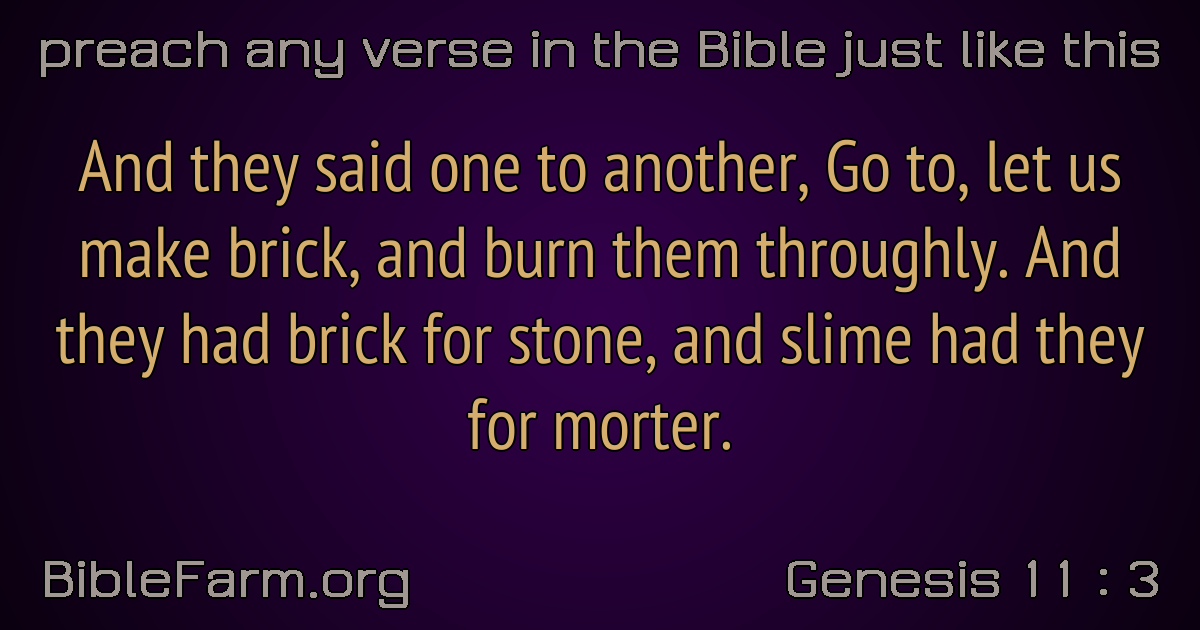 preach any verse in the Bible just like this
And they said one to another, Go to, let us
make brick, and burn them throughly. And
they had brick for stone, and slime had they
for morter.
BibleFarm.org
Genesis 11 : 3